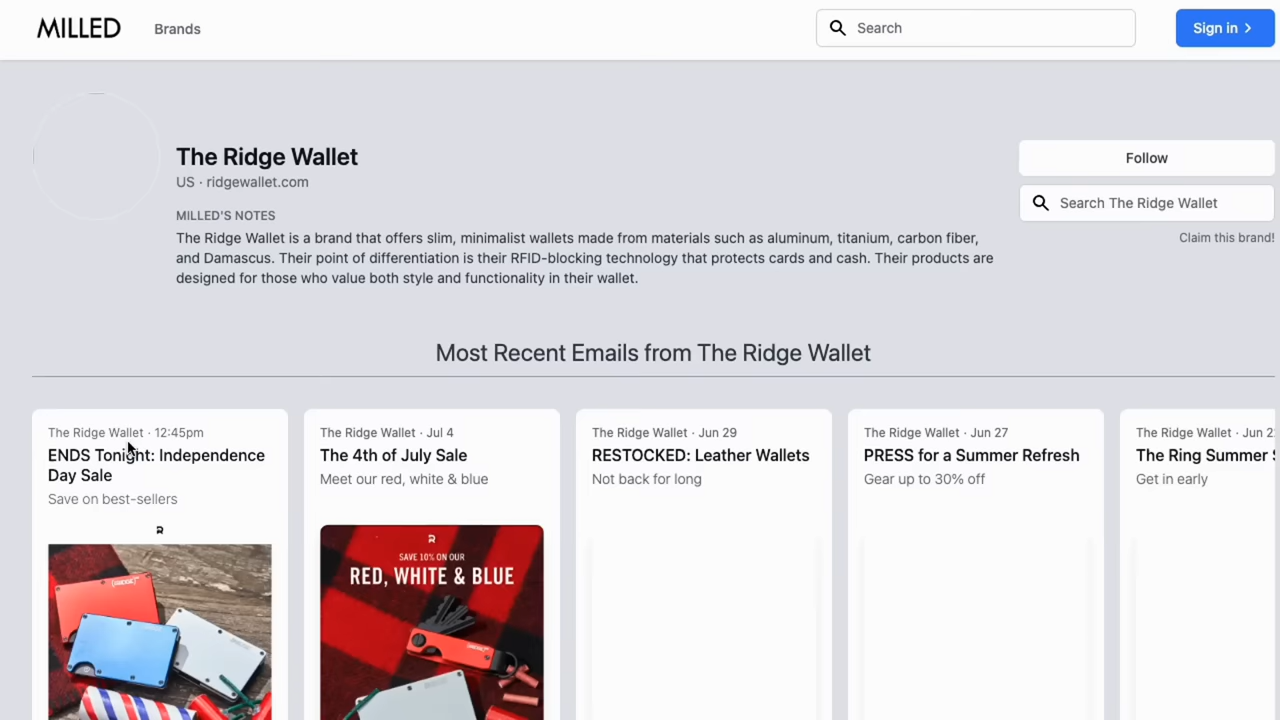 MILLED
Brands
Search
Sign in
The Ridge Wallet
US · ridgewallet.com
MILLED'S NOTES
The Ridge Wallet is a brand that offers slim, minimalist wallets made from materials such as aluminum, titanium, carbon fiber,
and Damascus. Their point of differentiation is their RFID-blocking technology that protects cards and cash. Their products are
designed for those who value both style and functionality in their wallet.
Follow
Search The Ridge Wallet
Claim this brand!
Most Recent Emails from The Ridge Wallet
The Ridge Wallet · 12:45pm
ENDS Tonight: Independence
Day Sale
Save on best-sellers
The Ridge Wallet · Jul 4
The 4th of July Sale
Meet our red, white & blue
SAVE 10% ON OUR
RED, WHITE & BLUE
The Ridge Wallet · Jun 29
RESTOCKED: Leather Wallets
Not back for long
The Ridge Wallet · Jun 27
PRESS for a Summer Refresh
Gear up to 30% off
The Ridge Wallet · Jun 2
The Ring Summer S
Get in early